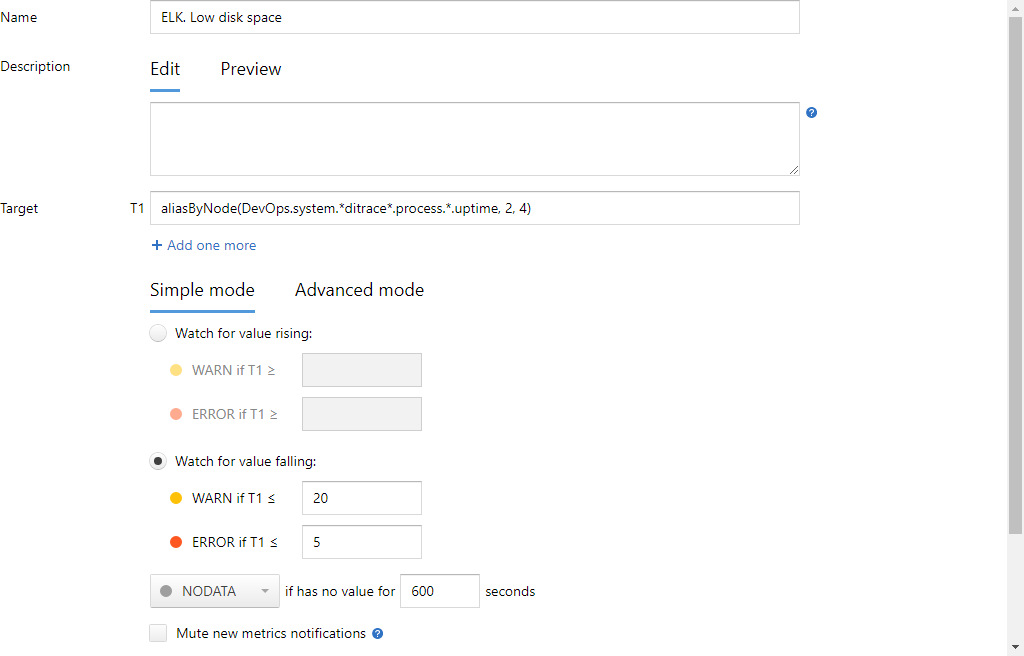 Name ELK. Low disk space
Description Edit Preview
?
Target T1 aliasByNode(DevOps.system.*ditrace*.process.*.uptime, 2, 4)
+ Add one more
Simple mode Advanced mode
Watch for value rising:
WARN if T1 ≥
ERROR if T1 ≥
Watch for value falling:
WARN if T1 ≤ 20
ERROR if T1 ≤ 5
NODATA if has no value for 600 seconds
Mute new metrics notifications ?